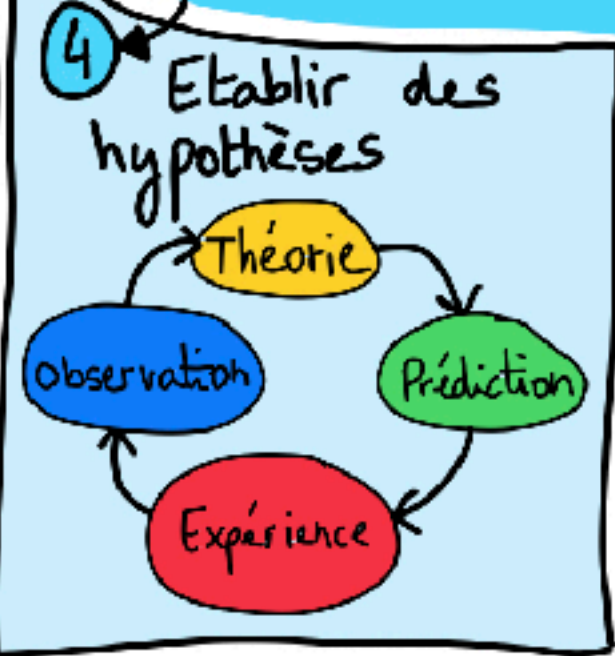 4
Etablir des
hypothèses
Théorie
Observation
Prédiction
Expérience